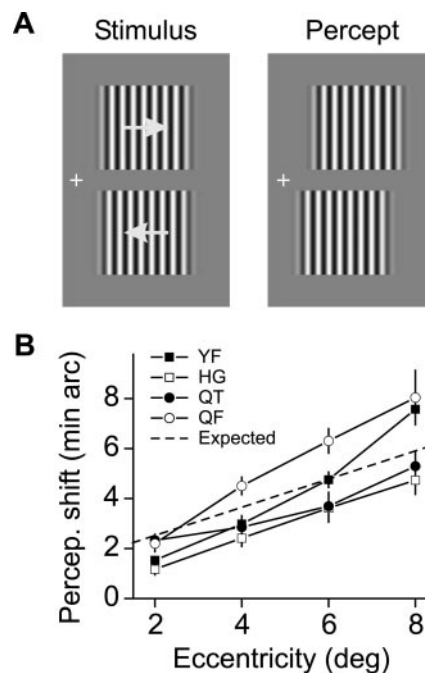 A
Stimulus Percept
B
YF
HG
QT
QF
Expected
8
6
4
2
0
Percep. shift (min arc)
2 4 6 8
Eccentricity (deg)